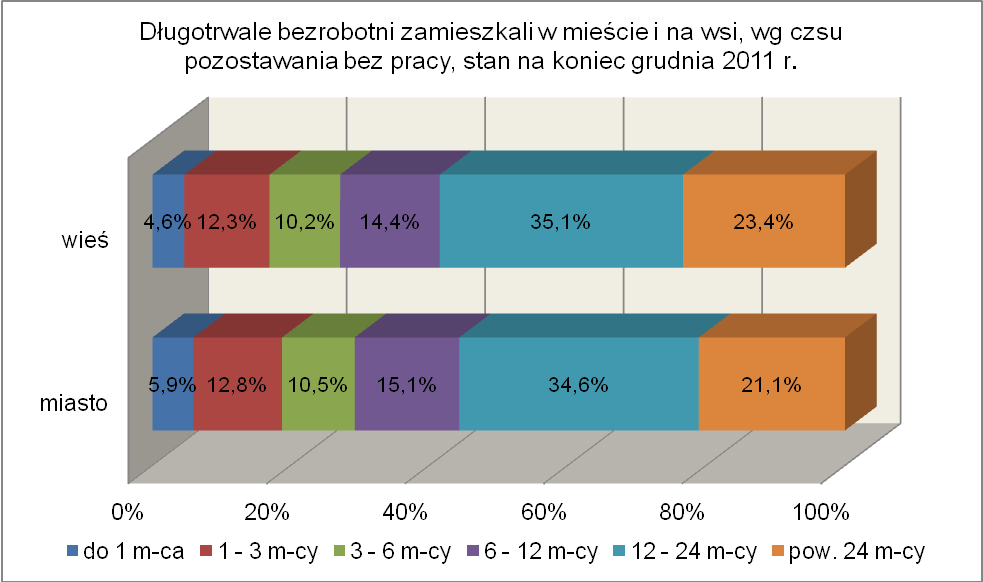 Długotrwale bezrobotni zamieszkali w mieście i na wsi, wg czsu
pozostawania bez pracy, stan na koniec grudnia 2011 r.
wieś
4,6% 12,3% 10,2% 14,4% 35,1% 23,4%
miasto
5,9% 12,8% 10,5% 15,1% 34,6% 21,1%
0% 20% 40% 60% 80% 100%
do 1 m-ca 1 - 3 m-cy 3 - 6 m-cy 6 - 12 m-cy 12 - 24 m-cy pow. 24 m-cy